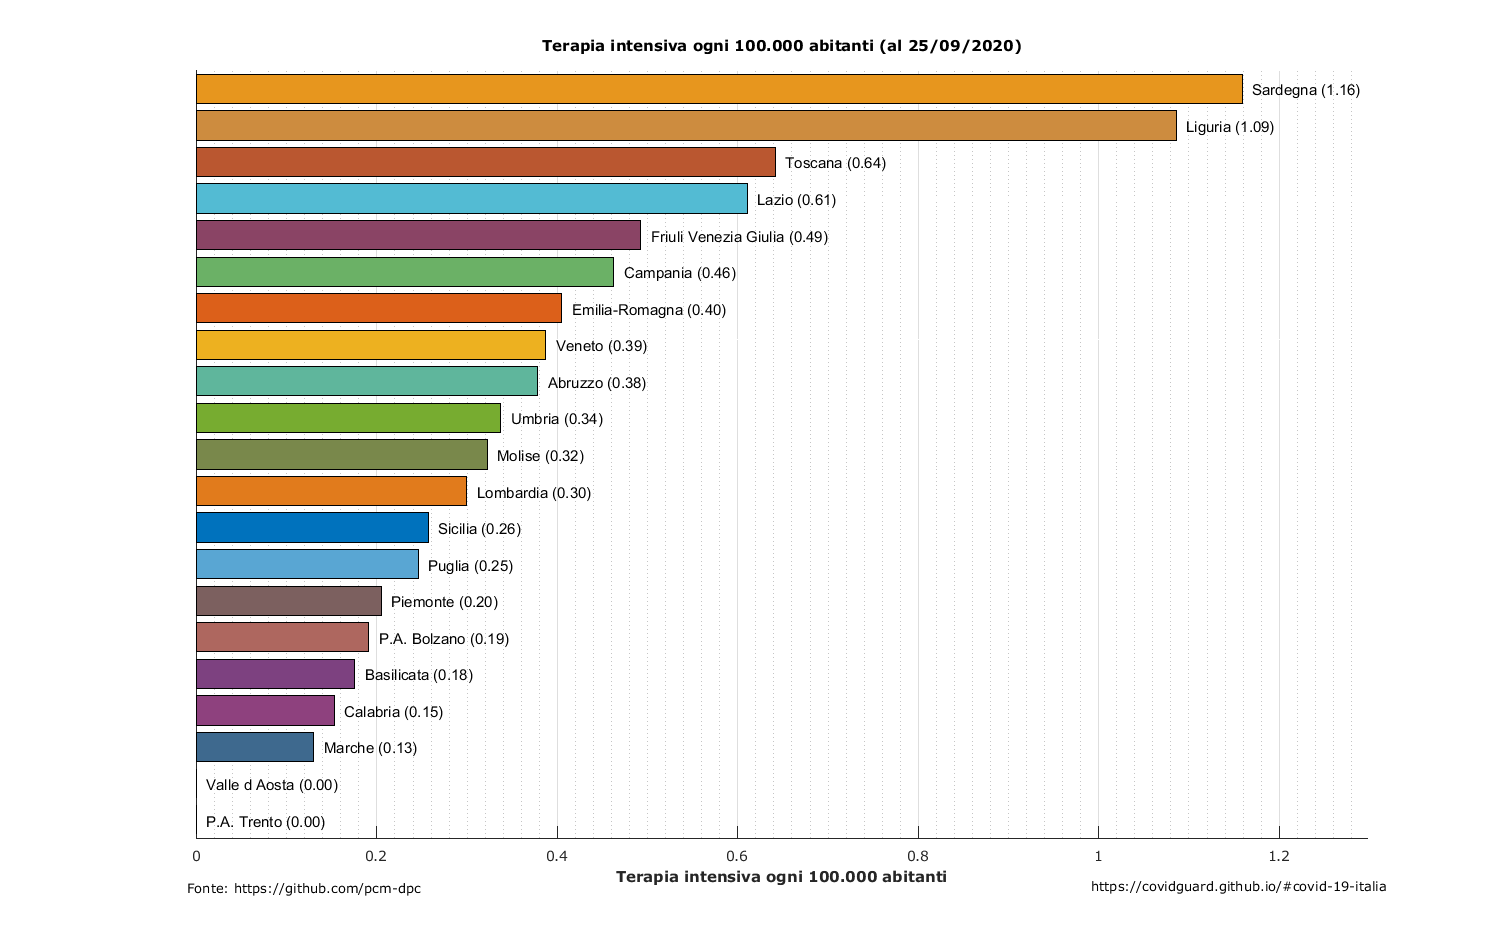 Terapia intensiva ogni 100.000 abitanti (al 25/09/2020)
Sardegna (1.16)
Liguria (1.09)
Toscana (0.64)
Lazio (0.61)
Friuli Venezia Giulia (0.49)
Campania (0.46)
Emilia-Romagna (0.40)
Veneto (0.39)
Abruzzo (0.38)
Umbria (0.34)
Molise (0.32)
Lombardia (0.30)
Sicilia (0.26)
Puglia (0.25)
Piemonte (0.20)
P.A. Bolzano (0.19)
Basilicata (0.18)
Calabria (0.15)
Marche (0.13)
Valle d Aosta (0.00)
P.A. Trento (0.00)
0 0.2 0.4 0.6 0.8 1 1.2
Terapia intensiva ogni 100.000 abitanti
Fonte: https://github.com/pcm-dpc
https://covidguard.github.io/#covid-19-italia